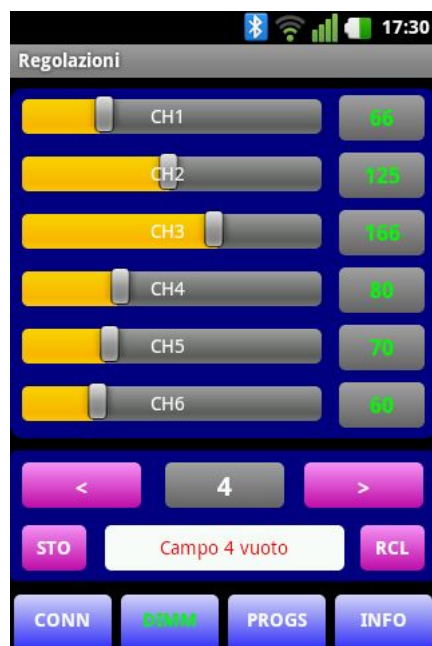 17:30
Regolazioni
CH1 66
CH2 125
CH3 166
CH4 80
CH5 70
CH6 60
< 4 >
STO Campo 4 vuoto RCL
CONN DIMM PROGS INFO